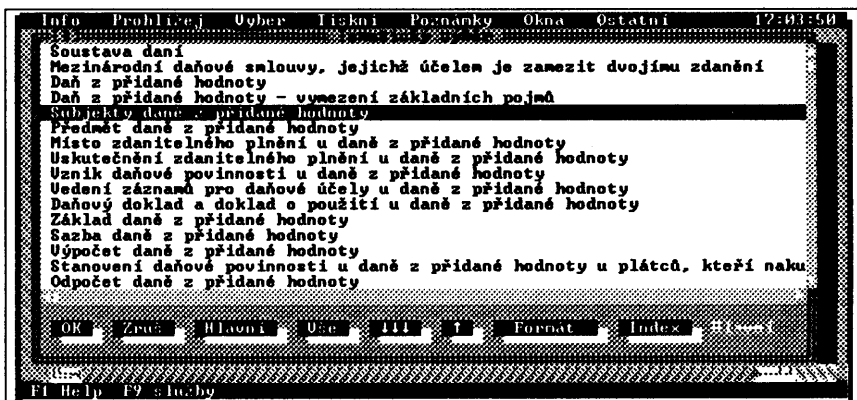 Info Prohlížej Vyber Tiskni Poznámky Okna Ostatní 17:03:50
Soustava daní
Mezinárodní daňové smlouvy, jejichž účelem je zamezit dvojímu zdanění
Daň z přidané hodnoty
Daň z přidané hodnoty - vymezení základních pojmů
Subjekty daně z přidané hodnoty
Předmět daně z přidané hodnoty
Místo zdanitelného plnění u daně z přidané hodnoty
Uskutečnění zdanitelného plnění u daně z přidané hodnoty
Vznik daňové povinnosti u daně z přidané hodnoty
Vedení záznamů pro daňové účely u daně z přidané hodnoty
Daňový doklad a doklad o použití u daně z přidané hodnoty
Základ daně z přidané hodnoty
Sazba daně z přidané hodnoty
Výpočet daně z přidané hodnoty
Stanovení daňové povinnosti u daně z přidané hodnoty u plátců, kteří naku
Odpočet daně z přidané hodnoty
OK Zruš Hlavní Vše ↓↓↓ ↑ Formát Index
F1 Help F9 služby